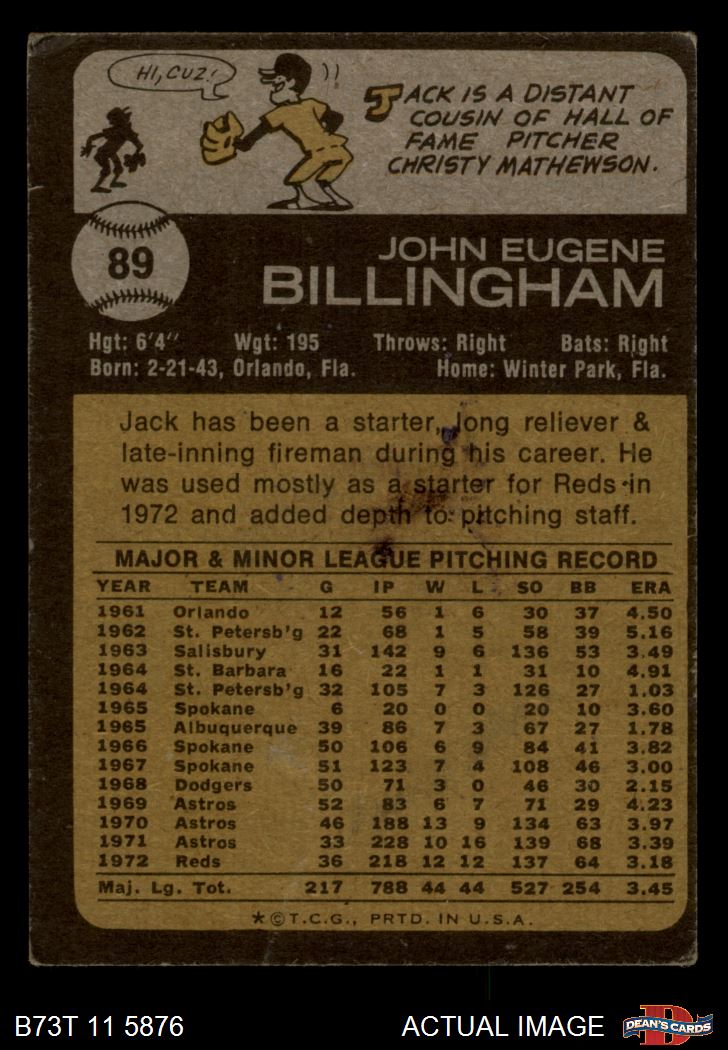 HI, CUZ!
JACK IS A DISTANT
COUSIN OF HALL OF
FAME PITCHER
CHRISTY MATHEWSON.
89
JOHN EUGENE
BILLINGHAM
Hgt: 6'4" Wgt: 195 Throws: Right Bats: Right
Born: 2-21-43, Orlando, Fla. Home: Winter Park, Fla.
Jack has been a starter, long reliever &
late-inning fireman during his career. He
was used mostly as a starter for Reds in
1972 and added depth to pitching staff.
MAJOR & MINOR LEAGUE PITCHING RECORD
YEAR TEAM G IP W L SO BB ERA
1961 Orlando 12 56 1 6 30 37 4.50
1962 St. Petersb'g 22 68 1 5 58 39 5.16
1963 Salisbury 31 142 9 6 136 53 3.49
1964 St. Barbara 16 22 1 1 31 10 4.91
1964 St. Petersb'g 32 105 7 3 126 27 1.03
1965 Spokane 6 20 0 0 20 10 3.60
1965 Albuquerque 39 86 7 3 67 27 1.78
1966 Spokane 50 106 6 9 84 41 3.82
1967 Spokane 51 123 7 4 108 46 3.00
1968 Dodgers 50 71 3 0 46 30 2.15
1969 Astros 52 83 6 7 71 29 4.23
1970 Astros 46 188 13 9 134 63 3.97
1971 Astros 33 228 10 16 139 68 3.39
1972 Reds 36 218 12 12 137 64 3.18
Maj. Lg. Tot. 217 788 44 44 527 254 3.45
★ © T.C.G., PRTD. IN U.S.A.
B73T 11 5876 ACTUAL IMAGE
D
DEAN'S CARDS